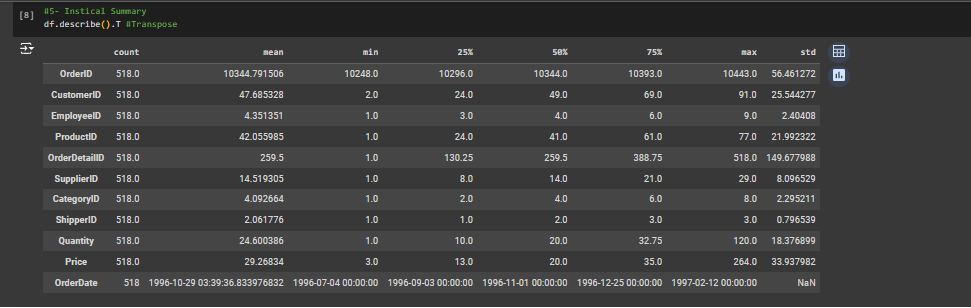 [8] #5- Instical Summary
df.describe().T #Transpose
count mean min 25% 50% 75% max std
OrderID 518.0 10344.791506 10248.0 10296.0 10344.0 10393.0 10443.0 56.461272
CustomerID 518.0 47.685328 2.0 24.0 49.0 69.0 91.0 25.544277
EmployeeID 518.0 4.351351 1.0 3.0 4.0 6.0 9.0 2.40408
ProductID 518.0 42.055985 1.0 24.0 41.0 61.0 77.0 21.992322
OrderDetailID 518.0 259.5 1.0 130.25 259.5 388.75 518.0 149.677988
SupplierID 518.0 14.519305 1.0 8.0 14.0 21.0 29.0 8.096529
CategoryID 518.0 4.092664 1.0 2.0 4.0 6.0 8.0 2.295211
ShipperID 518.0 2.061776 1.0 1.0 2.0 3.0 3.0 0.796539
Quantity 518.0 24.600386 1.0 10.0 20.0 32.75 120.0 18.376899
Price 518.0 29.26834 3.0 13.0 20.0 35.0 264.0 33.937982
OrderDate 518 1996-10-29 03:39:36.833976832 1996-07-04 00:00:00 1996-09-03 00:00:00 1996-11-01 00:00:00 1996-12-25 00:00:00 1997-02-12 00:00:00 NaN